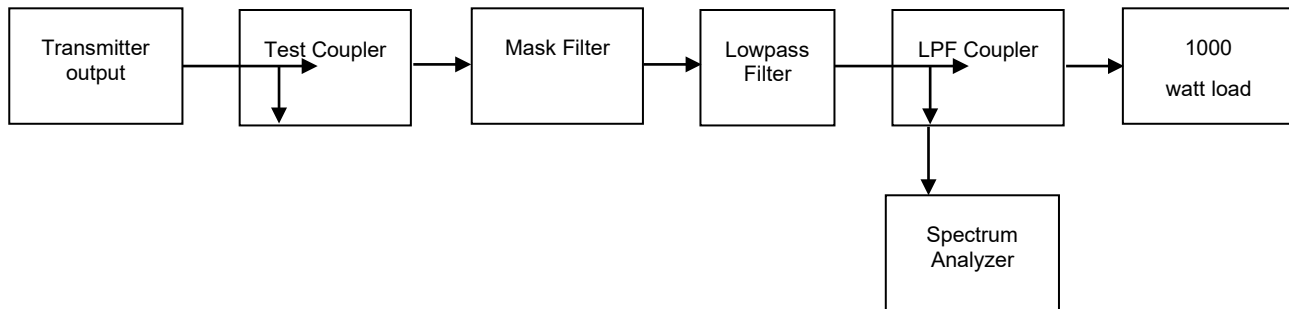 Transmitter
output
Test Coupler
Mask Filter
Lowpass
Filter
LPF Coupler
1000
watt load
Spectrum
Analyzer